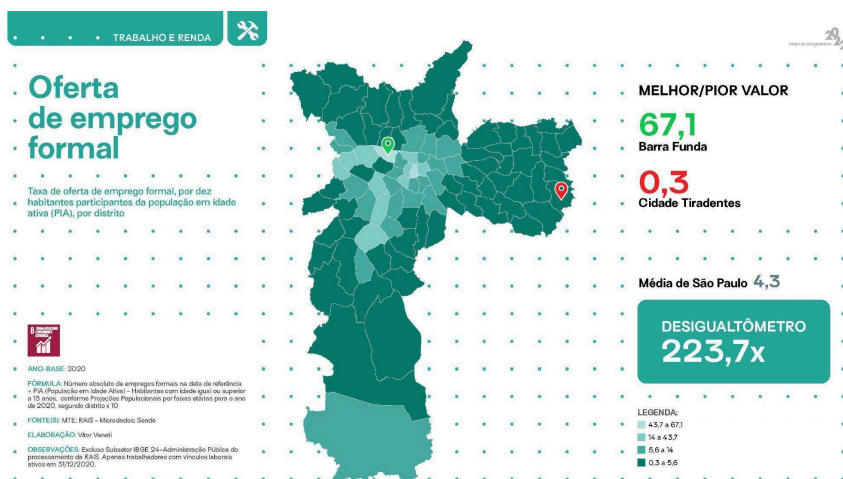 TRABALHO E RENDA
Oferta
de emprego
formal
Taxa de oferta de emprego formal, por dez
habitantes participantes da população em idade
ativa (PIA), por distrito
8
ANO-BASE: 2020
FÓRMULA: Número absoluto de empregos formais na data de referência
÷ PIA (População em Idade Ativa) - Habitantes com idade igual ou superior
a 15 anos, conforme Projeções Populacionais por faixas etárias para o ano
de 2020, segundo distrito x 10
FONTE(S): MTE; RAIS - Microdados; Seade
ELABORAÇÃO: Vitor Vaneti
OBSERVAÇÕES: Excluso Subsetor IBGE 24-Administração Pública do
processamento da RAIS. Apenas trabalhadores com vínculos laborais
ativos em 31/12/2020.
MELHOR/PIOR VALOR
67,1
Barra Funda
0,3
Cidade Tiradentes
Média de São Paulo 4,3
DESIGUALTÔMETRO
223,7x
LEGENDA:
43,7 a 67,1
14 a 43,7
5,6 a 14
0,3 a 5,6